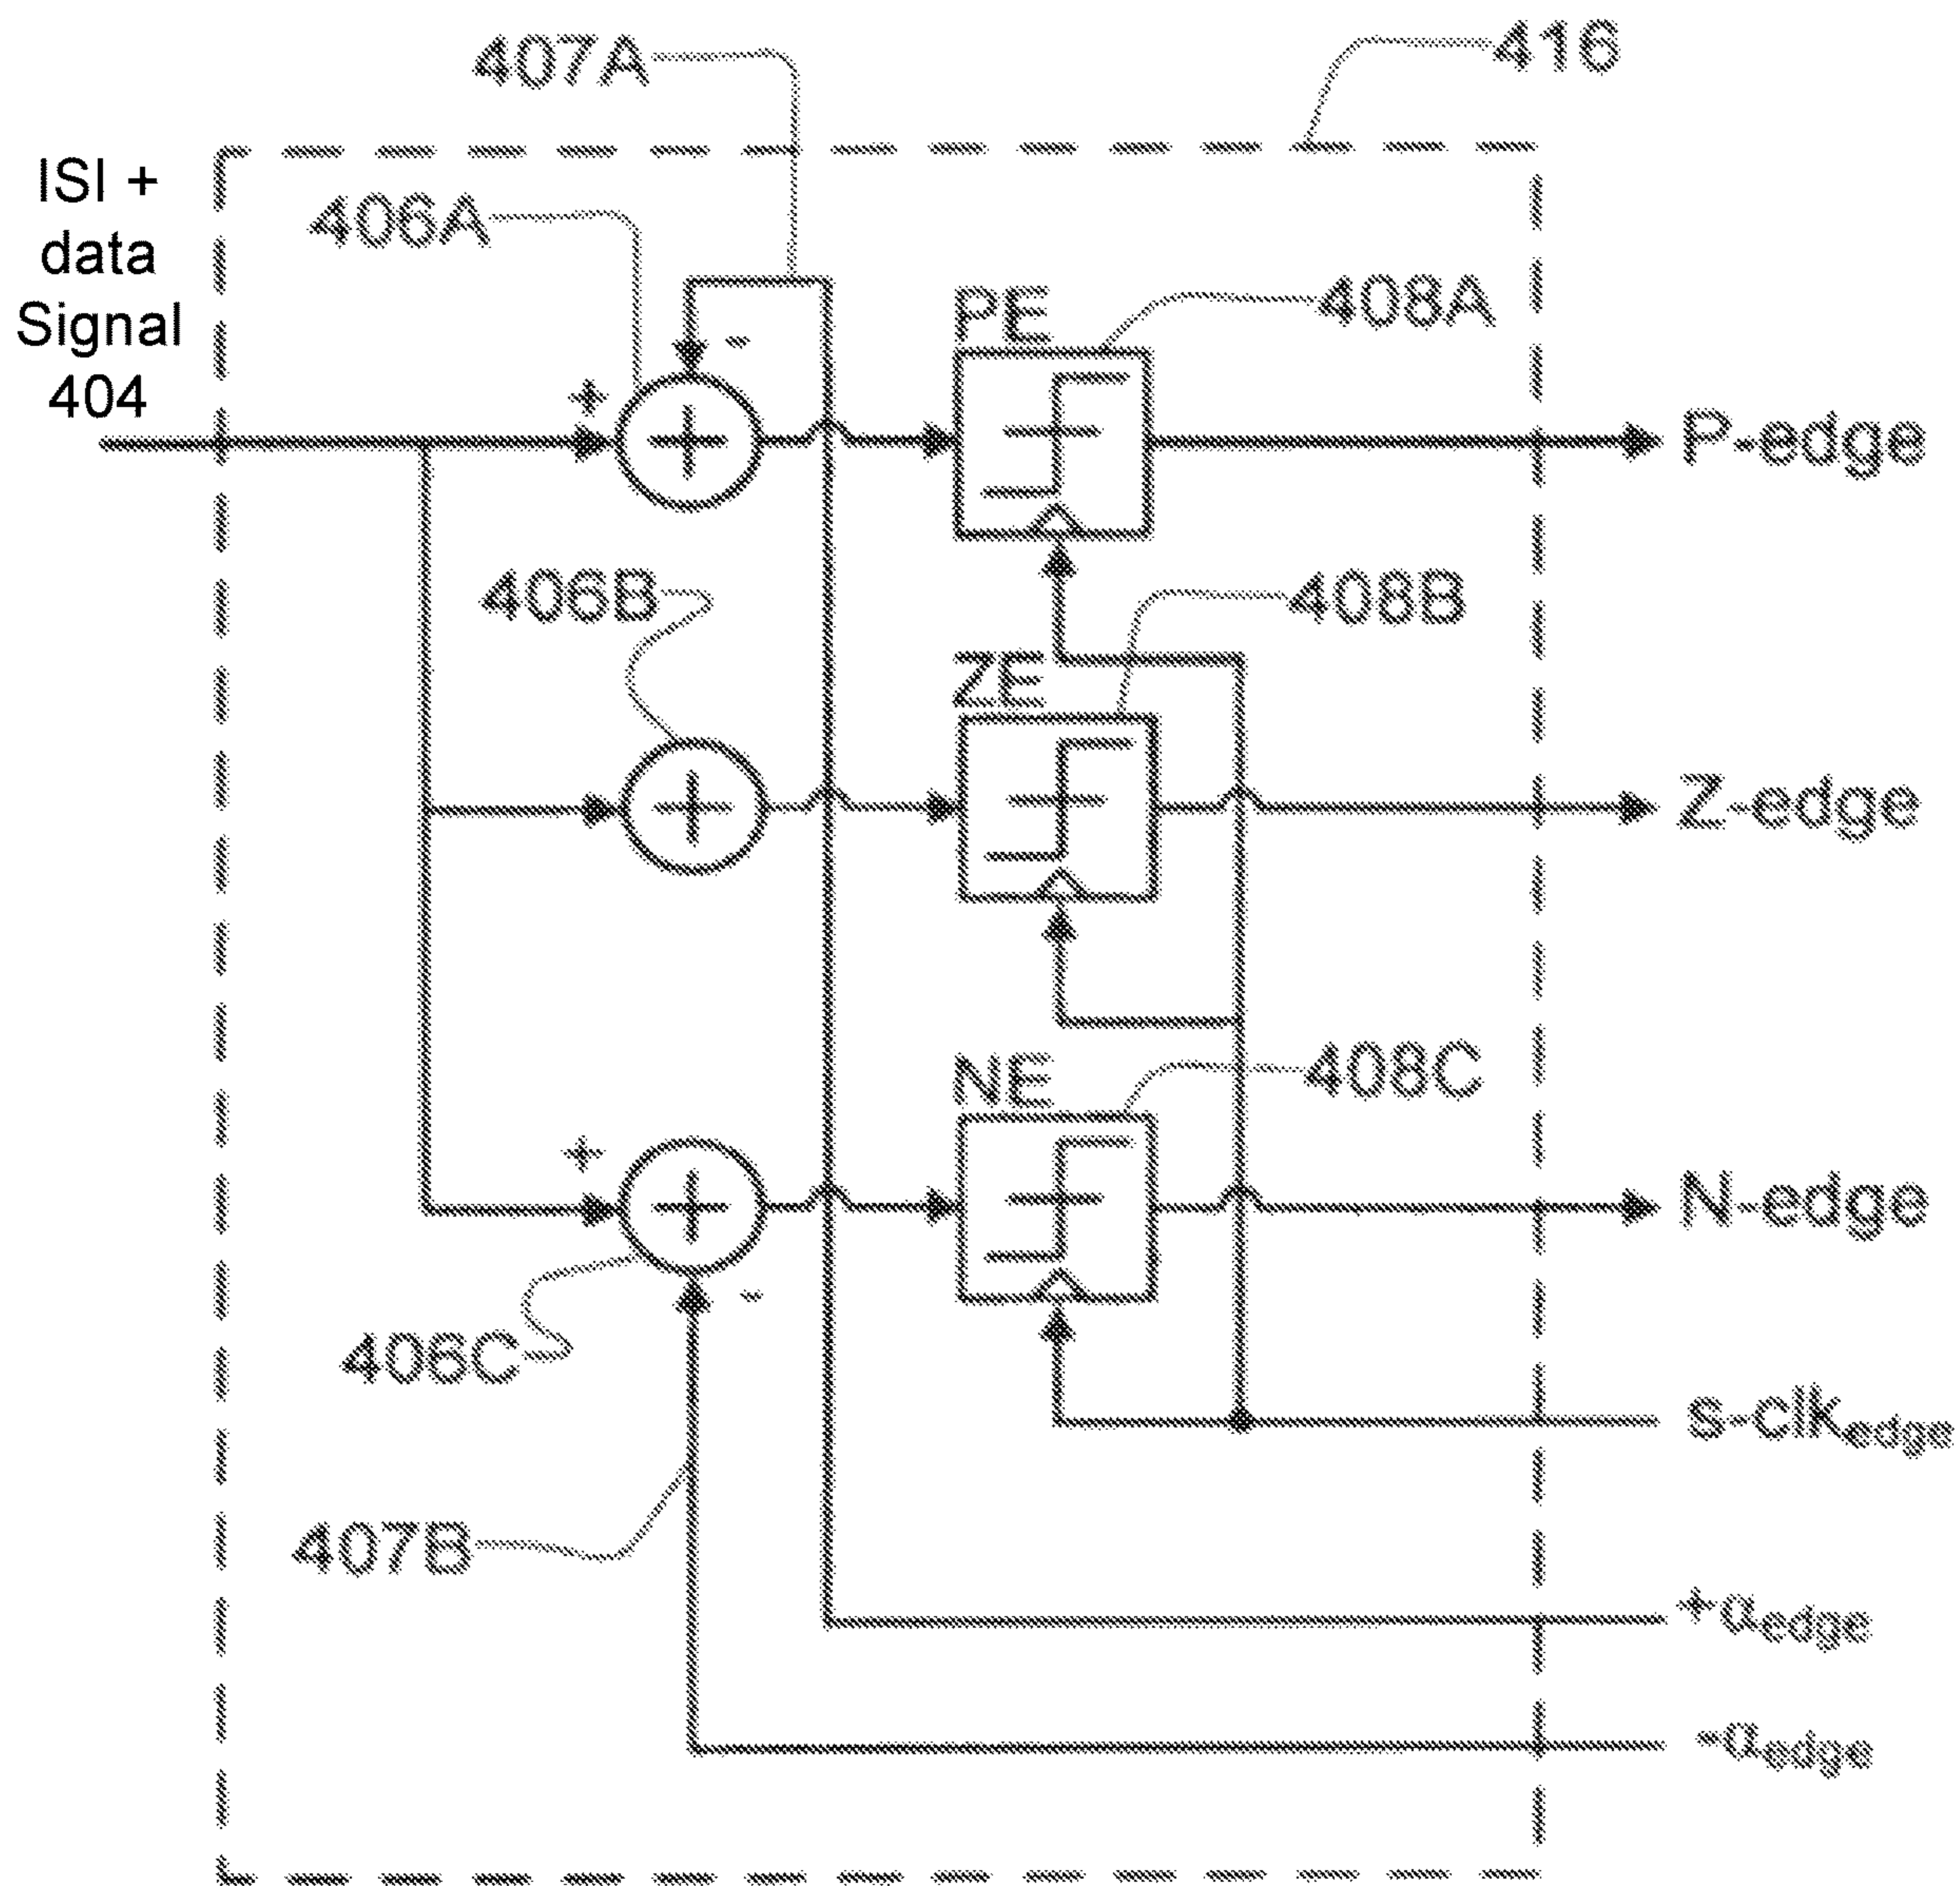 407A
416
ISI +
data
Signal
404
406A
PE
408A
+
-
P-edge
406B
408B
ZE
Z-edge
NE
408C
+
N-edge
-
406C
s-clkedge
407B
+αedge
-αedge